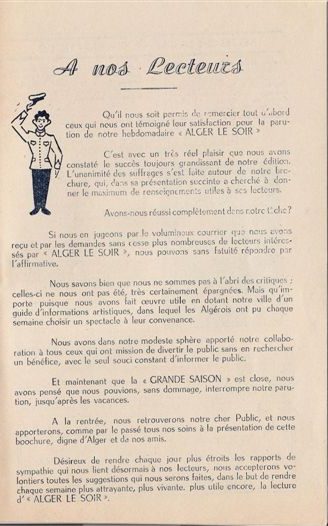 A nos Lecteurs
Qu'il nous soit permis de remercier tout d'abord
ceux qui nous ont témoigné leur satisfaction pour la paru-
tion de notre hebdomadaire « ALGER LE SOIR »
C'est avec un très réel plaisir que nous avons
constaté le succès toujours grandissant de notre édition.
L'unanimité des suffrages s'est faite autour de notre bro-
chure, qui, dans sa présentation succinte a cherché à don-
ner le maximum de renseignements utiles à ses lecteurs.
Avons-nous réussi complètement dans notre tâche ?
Si nous en jugeons par le volumineux courrier que nous avons
reçu et par les demandes sans cesse plus nombreuses de lecteurs intéres-
sés par « ALGER LE SOIR », nous pouvons sans fatuité répondre par
l'affirmative.
Nous savons bien que nous ne sommes pas à l'abri des critiques ;
celles-ci ne nous ont pas été, très certainement épargnées. Mais qu'im-
porte puisque nous avons fait œuvre utile en dotant notre ville d'un
guide d'informations artistiques, dans lequel les Algérois ont pu chaque
semaine choisir un spectacle à leur convenance.
Nous avons dans notre modeste sphère apporté notre collabo-
ration à tous ceux qui ont mission de divertir le public sans en rechercher
un bénéfice, avec le seul souci constant d'informer le public.
Et maintenant que la « GRANDE SAISON » est close, nous
avons pensé que nous pouvions, sans dommage, interrompre notre paru-
tion, jusqu'après les vacances.
A la rentrée, nous retrouverons notre cher Public, et nous
apporterons, comme par le passé tous nos soins à la présentation de cette
boochure, digne d'Alger et de nos amis.
Désireux de rendre chaque jour plus étroits les rapports de
sympathie qui nous lient désormais à nos lecteurs, nous accepterons vo-
lontiers toutes les suggestions qui nous seront faites, dans le but de rendre
chaque semaine plus attrayante, plus vivante, plus utile encore, la lecture
d' « ALGER LE SOIR ».